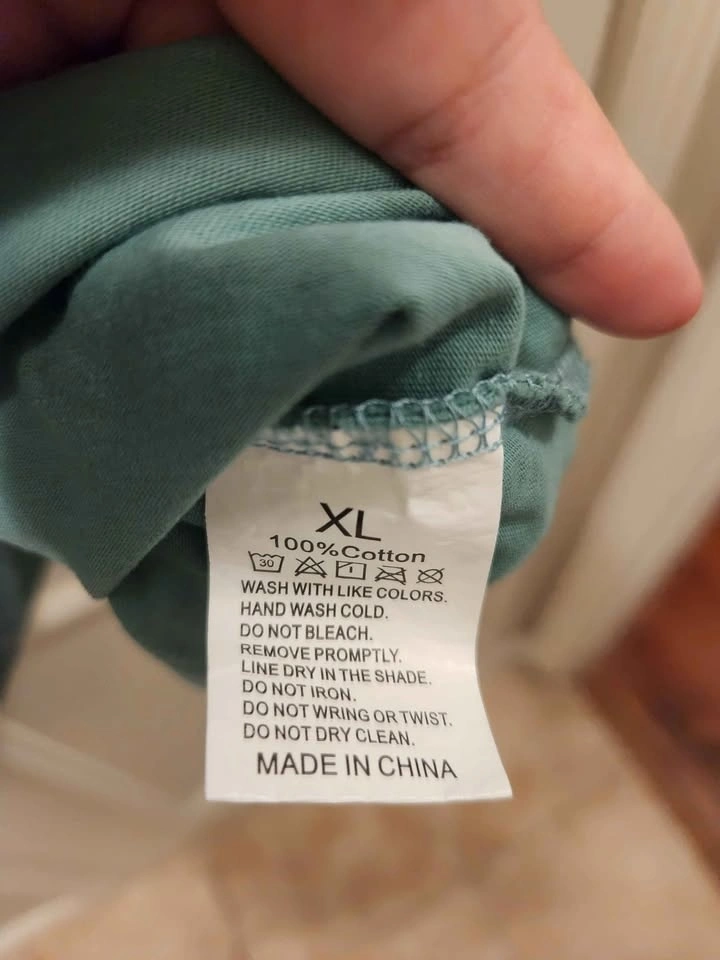 XL
100%Cotton
30
WASH WITH LIKE COLORS.
HAND WASH COLD.
DO NOT BLEACH.
REMOVE PROMPTLY.
LINE DRY IN THE SHADE.
DO NOT IRON.
DO NOT WRING OR TWIST.
DO NOT DRY CLEAN.
MADE IN CHINA